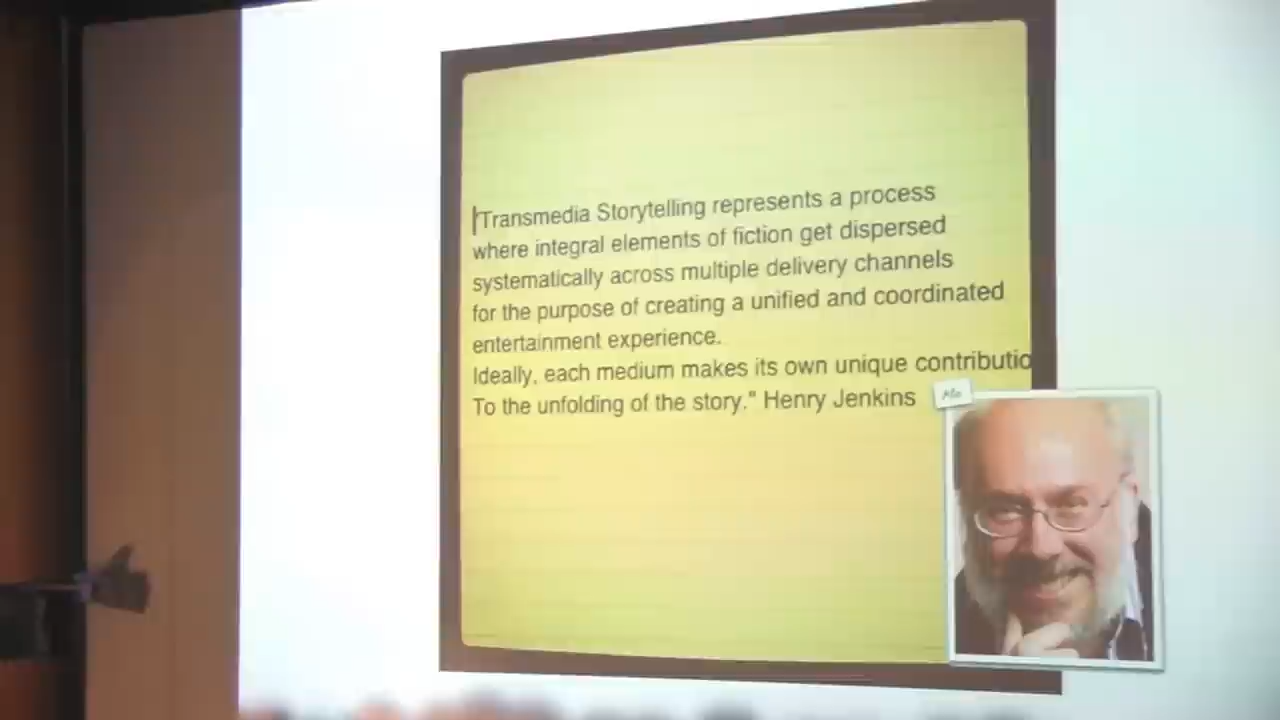 "Transmedia Storytelling represents a process
where integral elements of fiction get dispersed
systematically across multiple delivery channels
for the purpose of creating a unified and coordinated
entertainment experience.
Ideally, each medium makes its own unique contributio
To the unfolding of the story." Henry Jenkins
Me